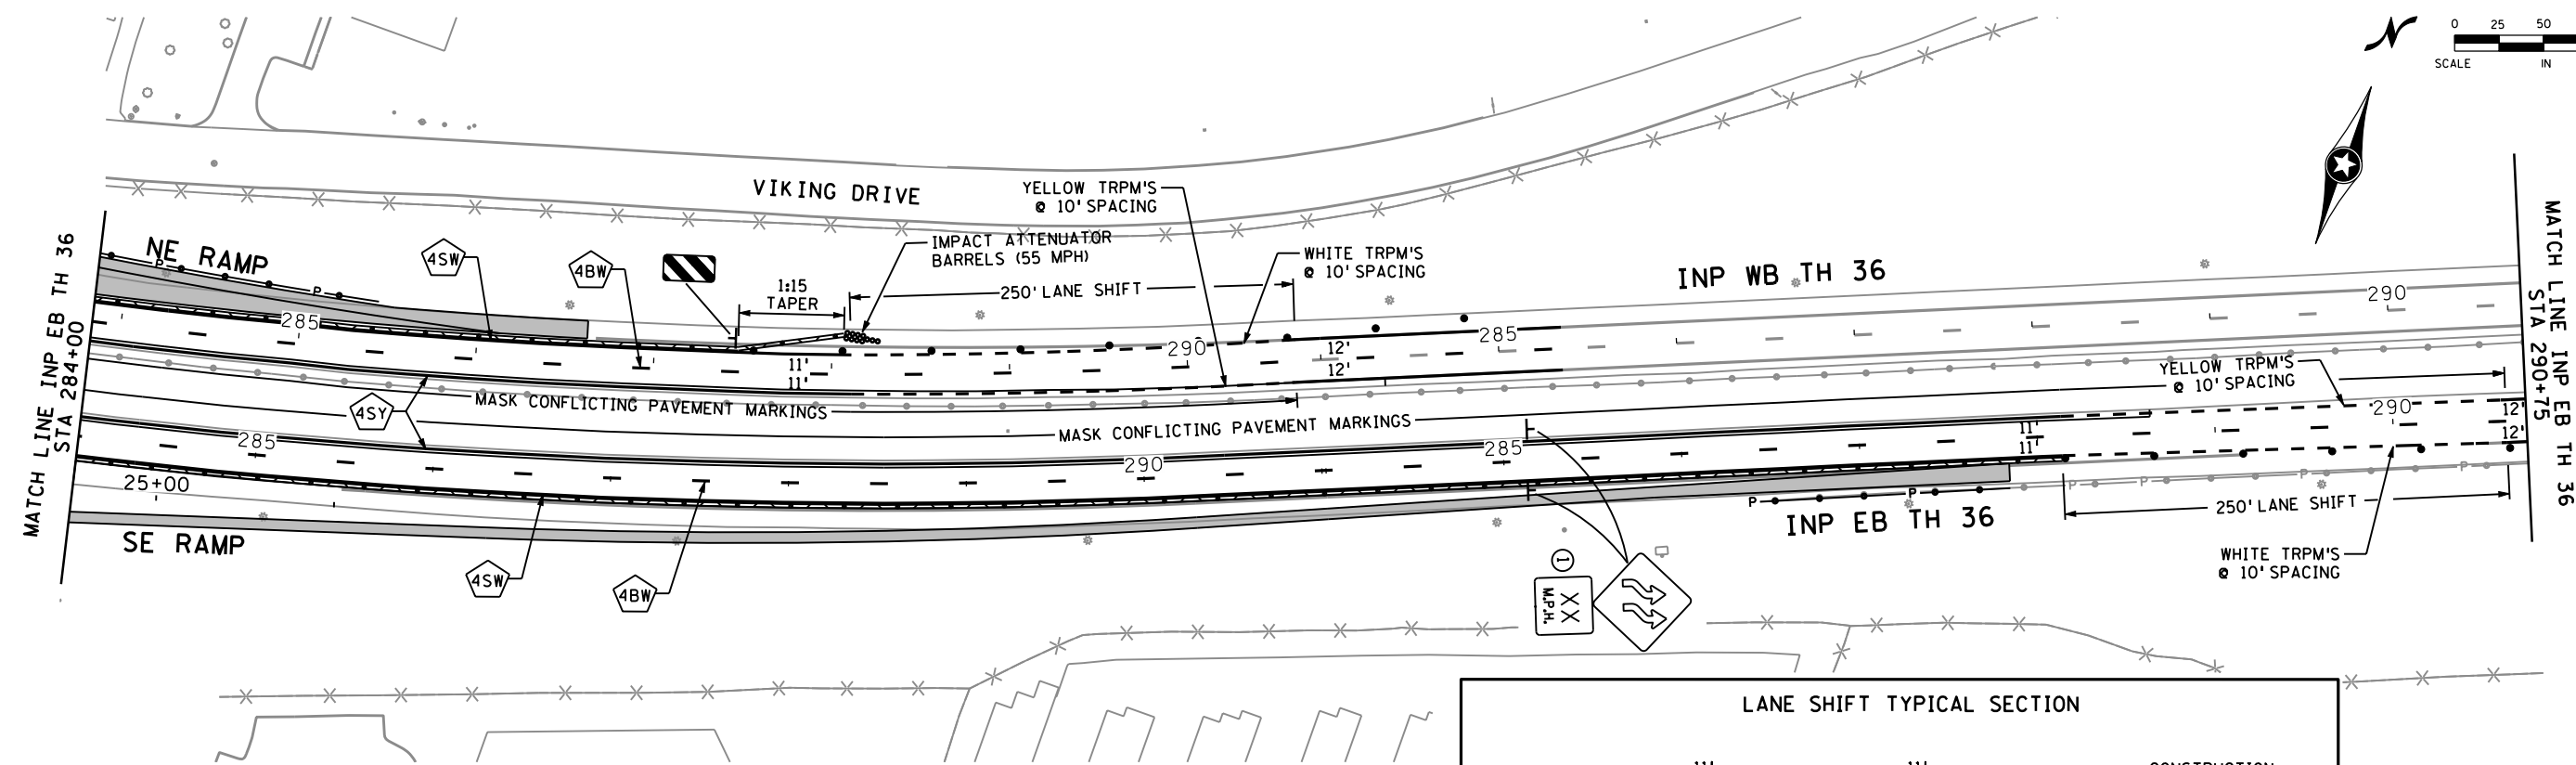 0 25 50
SCALE IN
VIKING DRIVE
YELLOW TRPM'S
@ 10' SPACING
IMPACT ATTENUATOR
BARRELS (55 MPH)
WHITE TRPM'S
@ 10' SPACING
NE RAMP
P
P
4SW
4BW
1:15
TAPER
250' LANE SHIFT
INP WB TH 36
290
MATCH LINE INP EB TH 36
STA 284+00
285
11'
11'
290
12'
12'
285
YELLOW TRPM'S
@ 10' SPACING
MATCH LINE INP EB TH 36
STA 290+75
4SY
MASK CONFLICTING PAVEMENT MARKINGS
MASK CONFLICTING PAVEMENT MARKINGS
285
290
285
11'
11'
290
12'
12'
25+00
P
P
P
P
P
P
SE RAMP
INP EB TH 36
250' LANE SHIFT
4SW
4BW
1
XX
M.P.H.
WHITE TRPM'S
@ 10' SPACING
LANE SHIFT TYPICAL SECTION